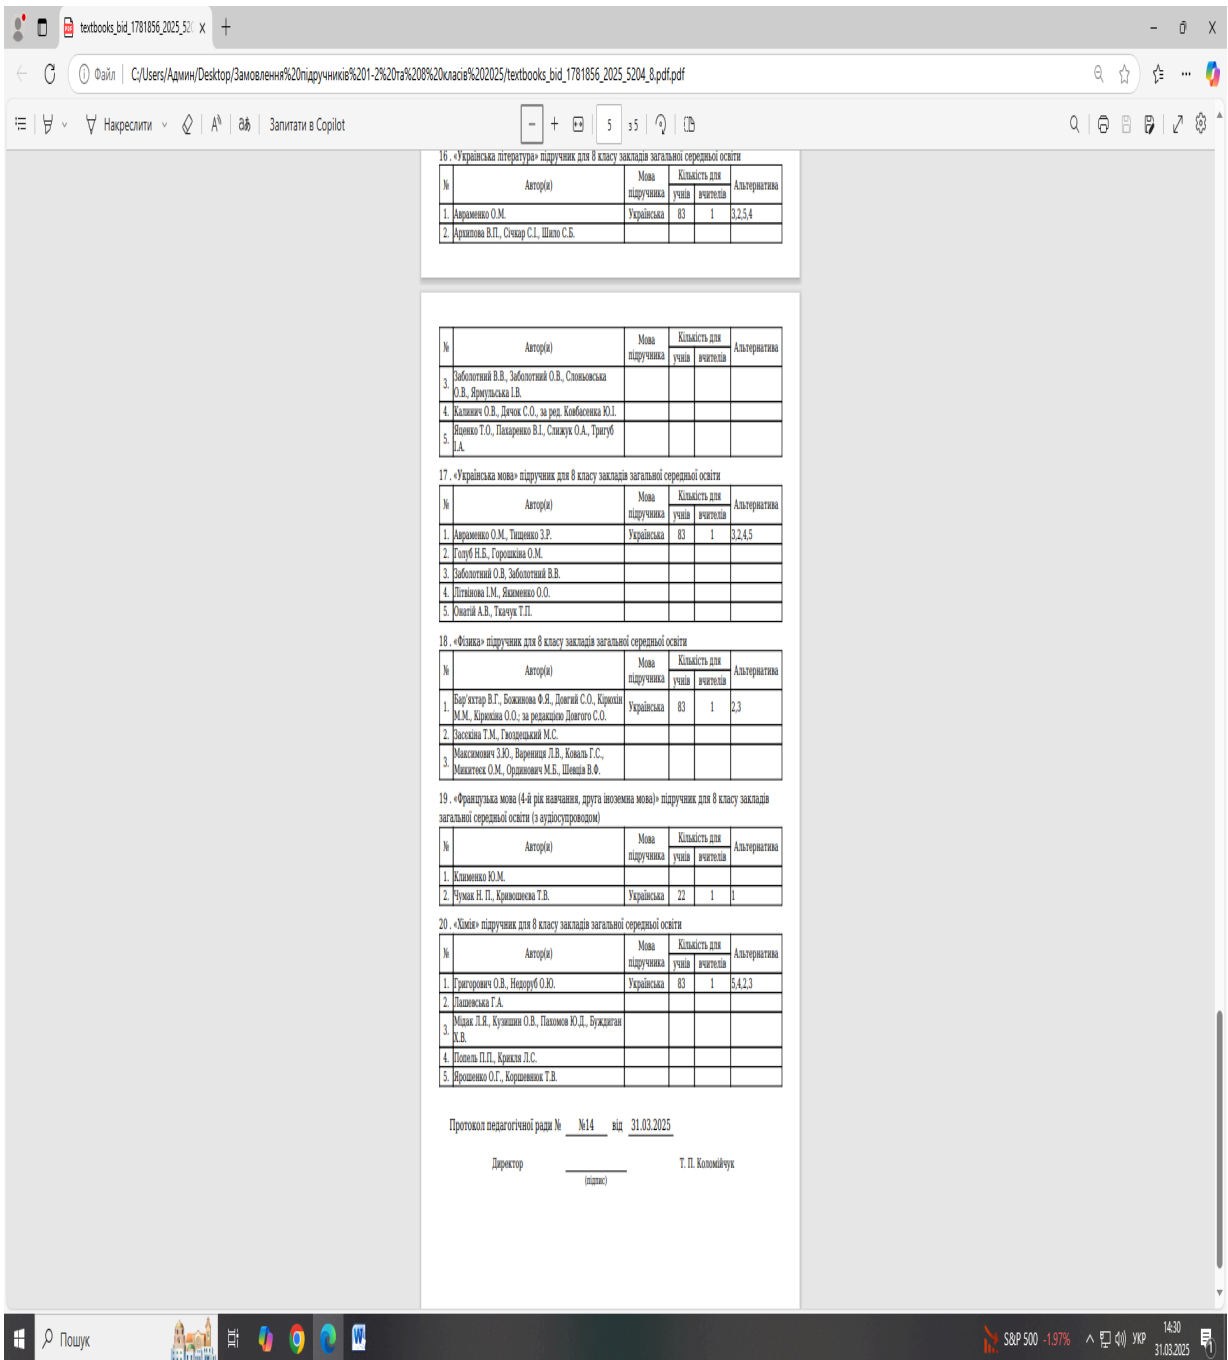 textbooks_bid_1781856_2025_520
Файл
C:/Users/Админ/Desktop/Замовлення%20підручників%201-2%20та%208%20класів%202025/textbooks_bid_1781856_2025_5204_8.pdf.pdf
Накреслити
Запитати в Copilot
5 з 5
16 . «Українська література» підручник для 8 класу закладів загальної середньої освіти
№ Автор(и) Мова підручника Кількість для учнів вчителів Альтернатива
1. Авраменко О.М. Українська 83 1 3,2,5,4
2. Архипова В.П., Січкар С.І., Шило С.Б.
№ Автор(и) Мова підручника Кількість для учнів вчителів Альтернатива
3. Заболотний В.В., Заболотний О.В., Слоньовська
О.В., Ярмульська І.В.
4. Калинич О.В., Дячок С.О., за ред. Ковбасенка Ю.І.
5. Яценко Т.О., Пахаренко В.І., Слижук О.А., Тригуб
І.А.
17 . «Українська мова» підручник для 8 класу закладів загальної середньої освіти
№ Автор(и) Мова підручника Кількість для учнів вчителів Альтернатива
1. Авраменко О.М., Тищенко З.Р. Українська 83 1 3,2,4,5
2. Голуб Н.Б., Горошкіна О.М.
3. Заболотний О.В, Заболотний В.В.
4. Літвінова І.М., Якименко О.О.
5. Онатій А.В., Ткачук Т.П.
18 . «Фізика» підручник для 8 класу закладів загальної середньої освіти
№ Автор(и) Мова підручника Кількість для учнів вчителів Альтернатива
1. Бар'яхтар В.Г., Божинова Ф.Я., Довгий С.О., Кірюхін
М.М., Кірюхіна О.О.; за редакцією Довгого С.О. Українська 83 1 2,3
2. Засєкіна Т.М., Гвоздецький М.С.
3. Максимович З.Ю., Варениця Л.В., Коваль Г.С.,
Микитеєк О.М., Ординович М.Б., Шевців В.Ф.
19 . «Французька мова (4-й рік навчання, друга іноземна мова)» підручник для 8 класу закладів
загальної середньої освіти (з аудіосупроводом)
№ Автор(и) Мова підручника Кількість для учнів вчителів Альтернатива
1. Клименко Ю.М.
2. Чумак Н. П., Кривошеєва Т.В. Українська 22 1 1
20 . «Хімія» підручник для 8 класу закладів загальної середньої освіти
№ Автор(и) Мова підручника Кількість для учнів вчителів Альтернатива
1. Григорович О.В., Недоруб О.Ю. Українська 83 1 5,4,2,3
2. Лашевська Г.А.
3. Мідак Л.Я., Кузишин О.В., Пахомов Ю.Д., Буждиган
Х.В.
4. Попель П.П., Крикля Л.С.
5. Ярошенко О.Г., Коршевнюк Т.В.
Протокол педагогічної ради № №14 від 31.03.2025
Директор Т. П. Коломійчук
(підпис)
Пошук
S&P 500 -1.97%
УКР
14:30
31.03.2025